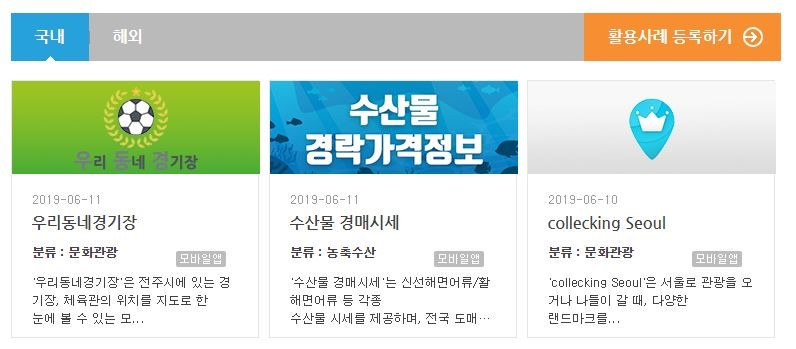 국내
해외
활용사례 등록하기
우리 동네 경기장
2019-06-11
우리동네경기장
분류 : 문화관광
모바일앱
'우리동네경기장'은 전주시에 있는 경
기장, 체육관의 위치를 지도로 한
눈에 볼 수 있는 모...
수산물
경락가격정보
2019-06-11
수산물 경매시세
분류 : 농축수산
모바일앱
'수산물 경매시세'는 신선해면어류/활
해면어류 등 각종
수산물 시세를 제공하며, 전국 도매...
2019-06-10
collecking Seoul
분류 : 문화관광
모바일앱
'collecking Seoul'은 서울로 관광을 오
거나 나들이 갈 때, 다양한
랜드마크를...